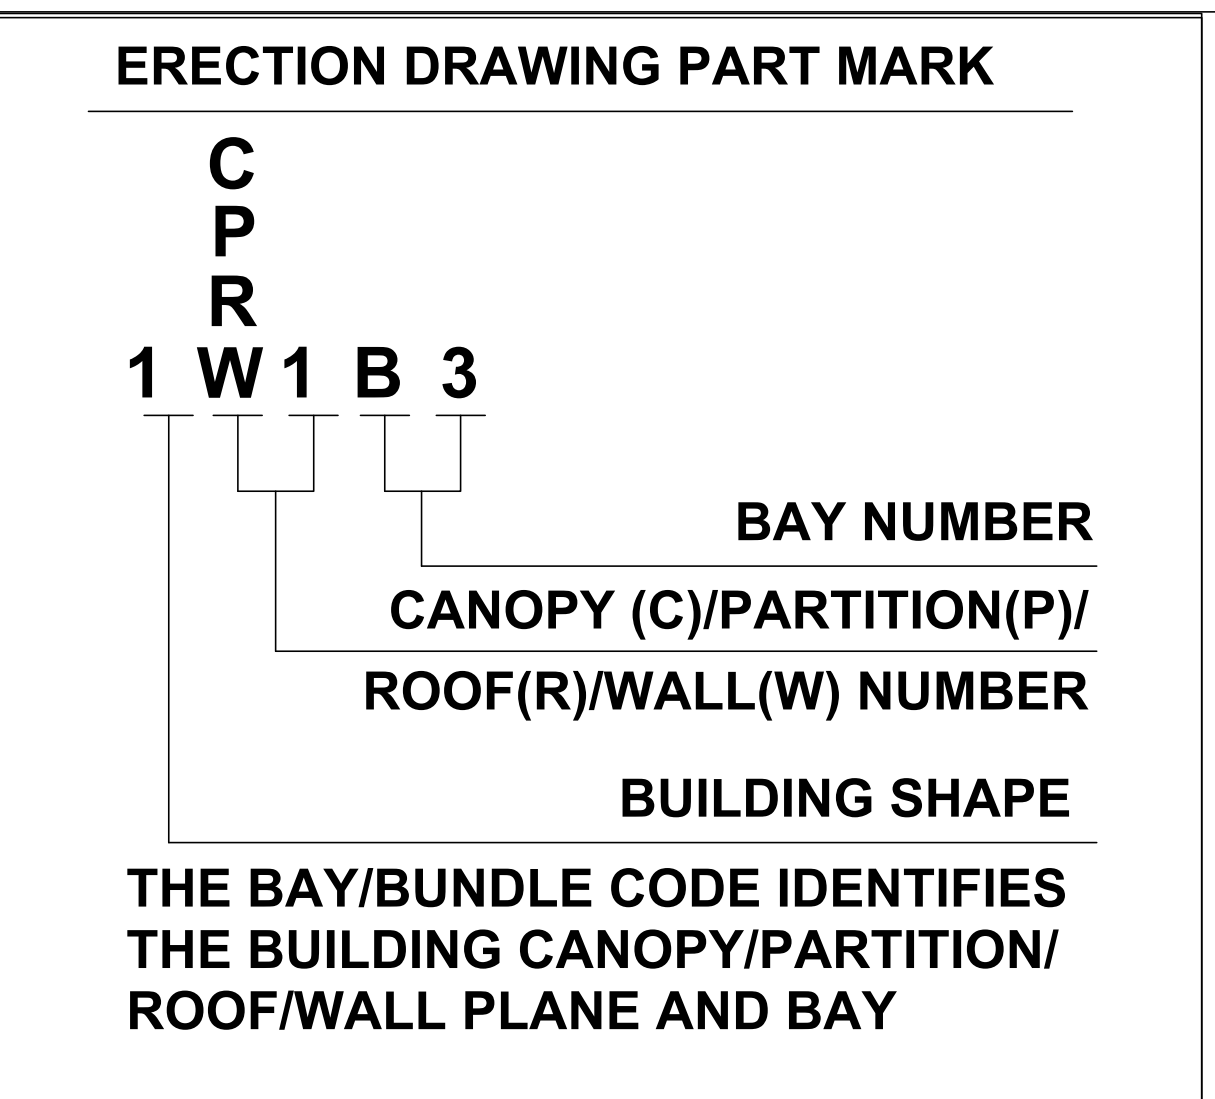 ERECTION DRAWING PART MARK
C
P
R
1 W 1 B 3
BAY NUMBER
CANOPY (C)/PARTITION(P)/
ROOF(R)/WALL(W) NUMBER
BUILDING SHAPE
THE BAY/BUNDLE CODE IDENTIFIES
THE BUILDING CANOPY/PARTITION/
ROOF/WALL PLANE AND BAY